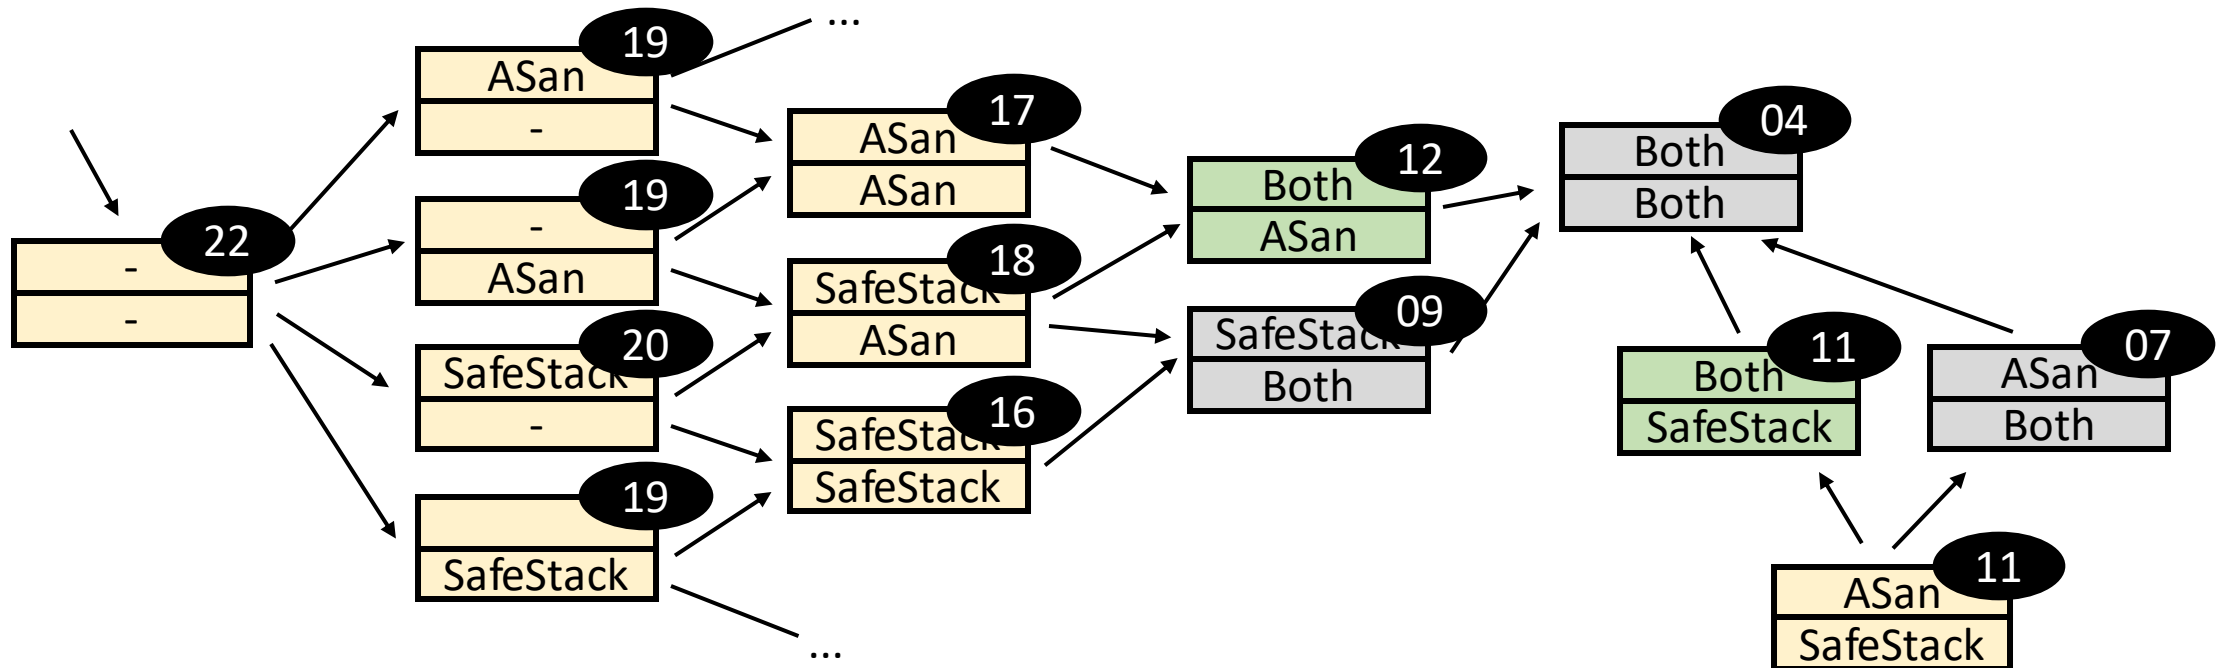 22
-
-
...
19
ASan
-
19
-
ASan
20
SafeStack
-
19
SafeStack
...
17
ASan
ASan
18
SafeStack
ASan
16
SafeStack
SafeStack
12
Both
ASan
09
SafeStack
Both
04
Both
Both
11
Both
SafeStack
07
ASan
Both
11
ASan
SafeStack